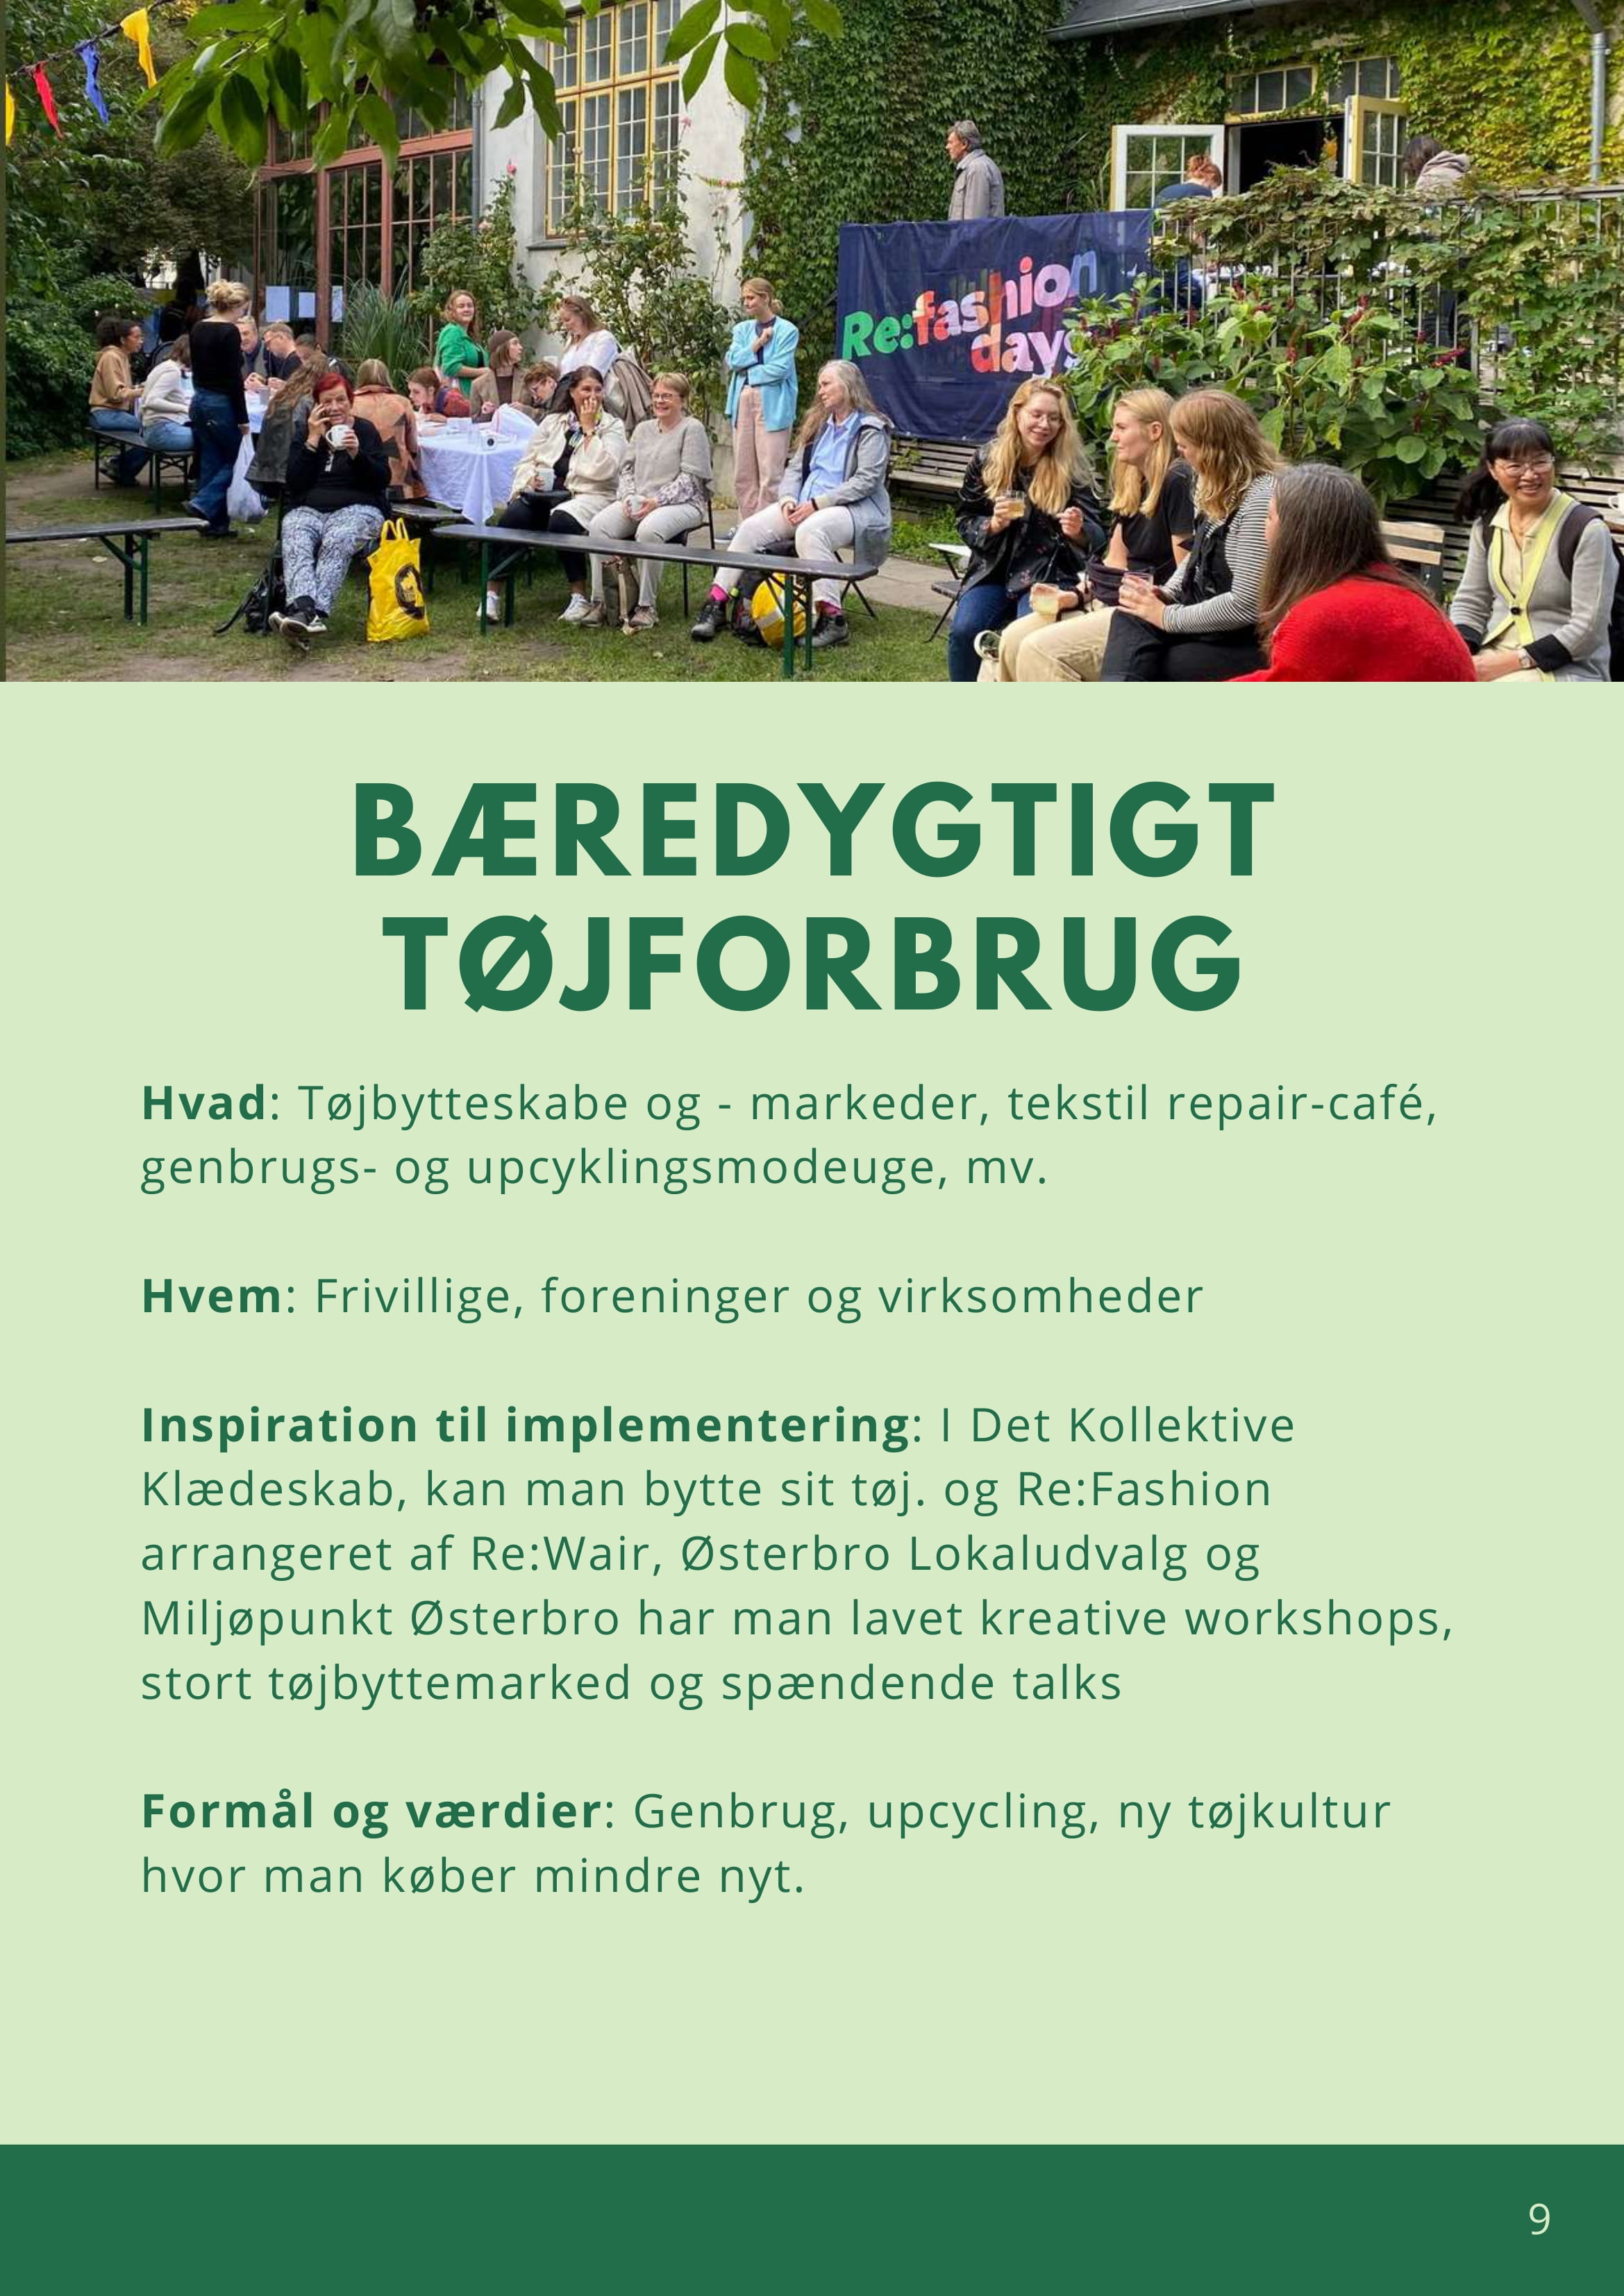 Re:fashion
days
BÆREDYGTIGT
TØJFORBRUG
Hvad: Tøjbytteskabe og - markeder, tekstil repair-café,
genbrugs- og upcyklingsmodeuge, mv.
Hvem: Frivillige, foreninger og virksomheder
Inspiration til implementering: I Det Kollektive
Klædeskab, kan man bytte sit tøj. og Re:Fashion
arrangeret af Re:Wair, Østerbro Lokaludvalg og
Miljøpunkt Østerbro har man lavet kreative workshops,
stort tøjbyttemarked og spændende talks
Formål og værdier: Genbrug, upcycling, ny tøjkultur
hvor man køber mindre nyt.
9